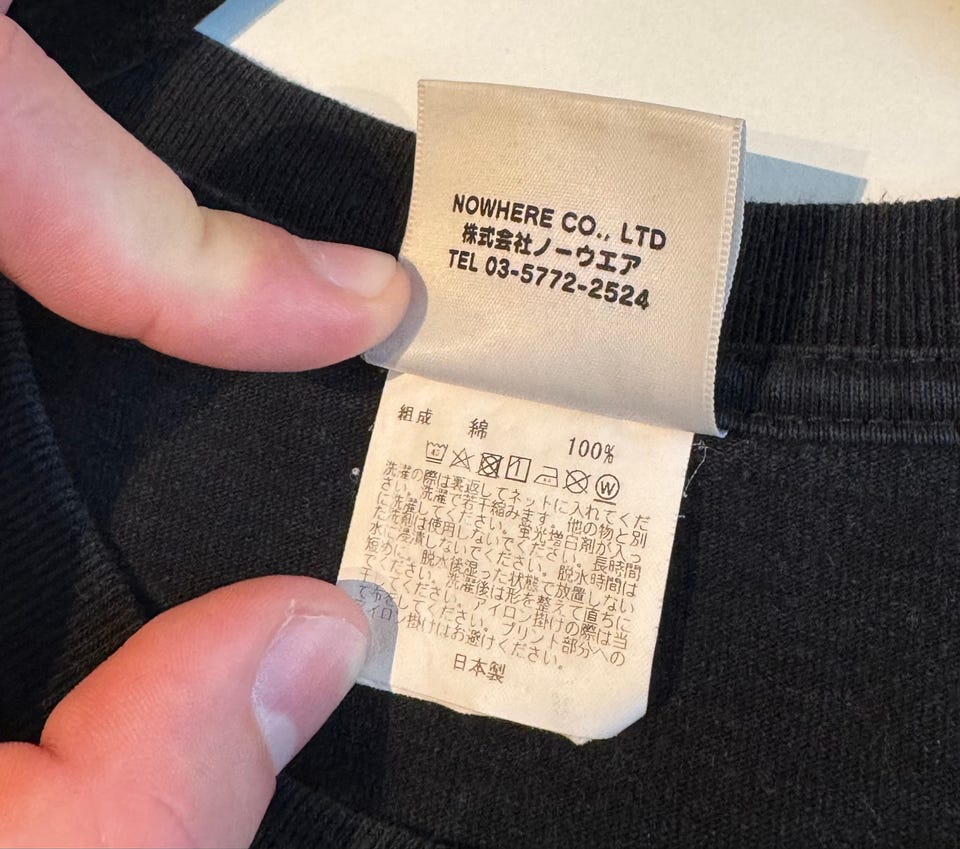 NOWHERE CO., LTD
株式会社ノーウエア
TEL 03-5772-2524
組成 綿 100%
洗濯の際は裏返してネットに入れてくだ
さい。洗濯で若干縮みます。他の物と別
に洗濯してください。蛍光増白剤が入っ
た洗剤は使用しないでください。長時間
水に浸漬しないでください。脱水時間は
短めに。脱水後湿った状態で放置しない
でください。洗濯後は形を整えて直ちに
干してください。アイロン掛けの際は当
て布をしてください。プリント部分への
アイロン掛けはお避けください。
日本製